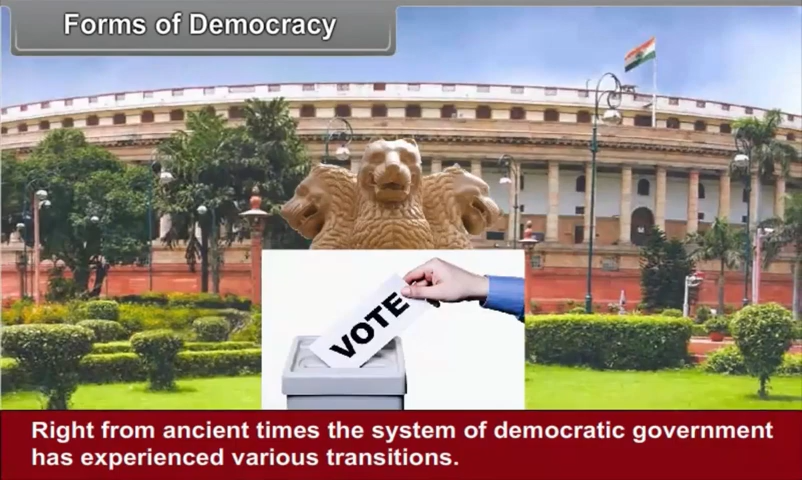 Forms of Democracy
VOTE
Right from ancient times the system of democratic government
has experienced various transitions.